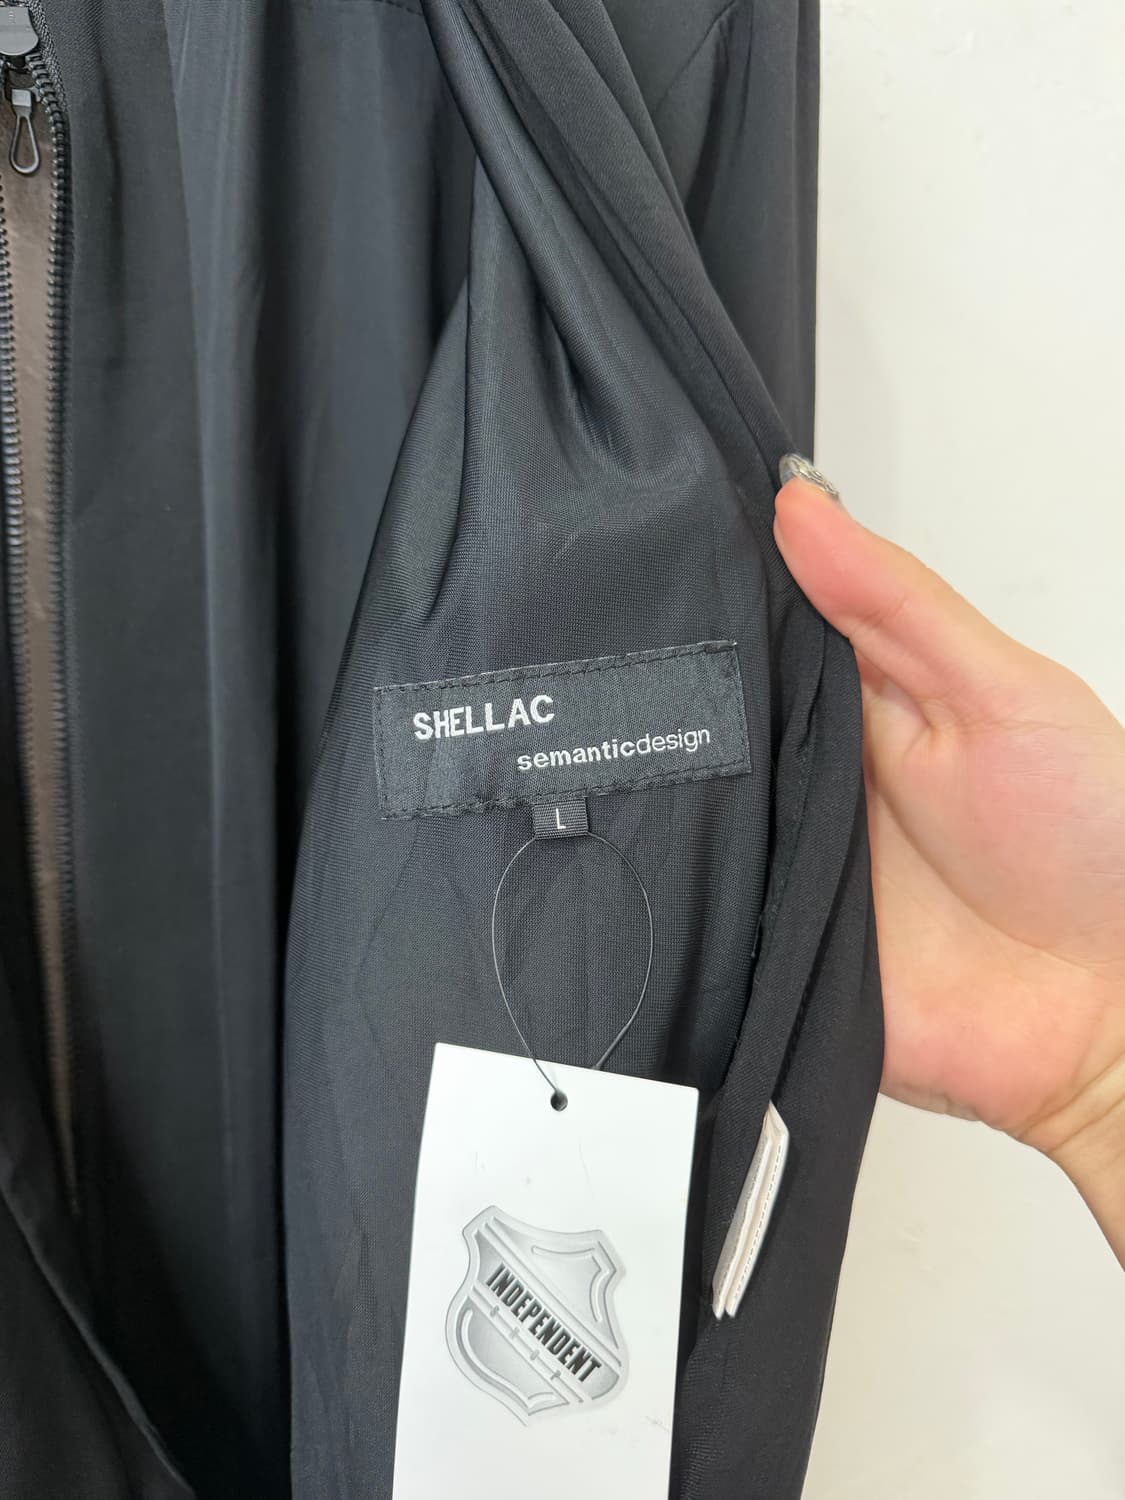 SHELLAC
semanticdesign
L
INDEPENDENT